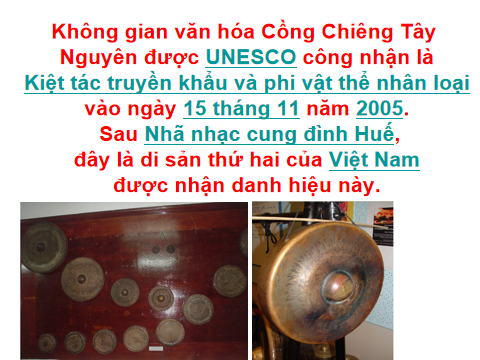 Không gian văn hóa Cồng Chiêng Tây
Nguyên được UNESCO công nhận là
Kiệt tác truyền khẩu và phi vật thể nhân loại
vào ngày 15 tháng 11 năm 2005.
Sau Nhã nhạc cung đình Huế,
đây là di sản thứ hai của Việt Nam
được nhận danh hiệu này.